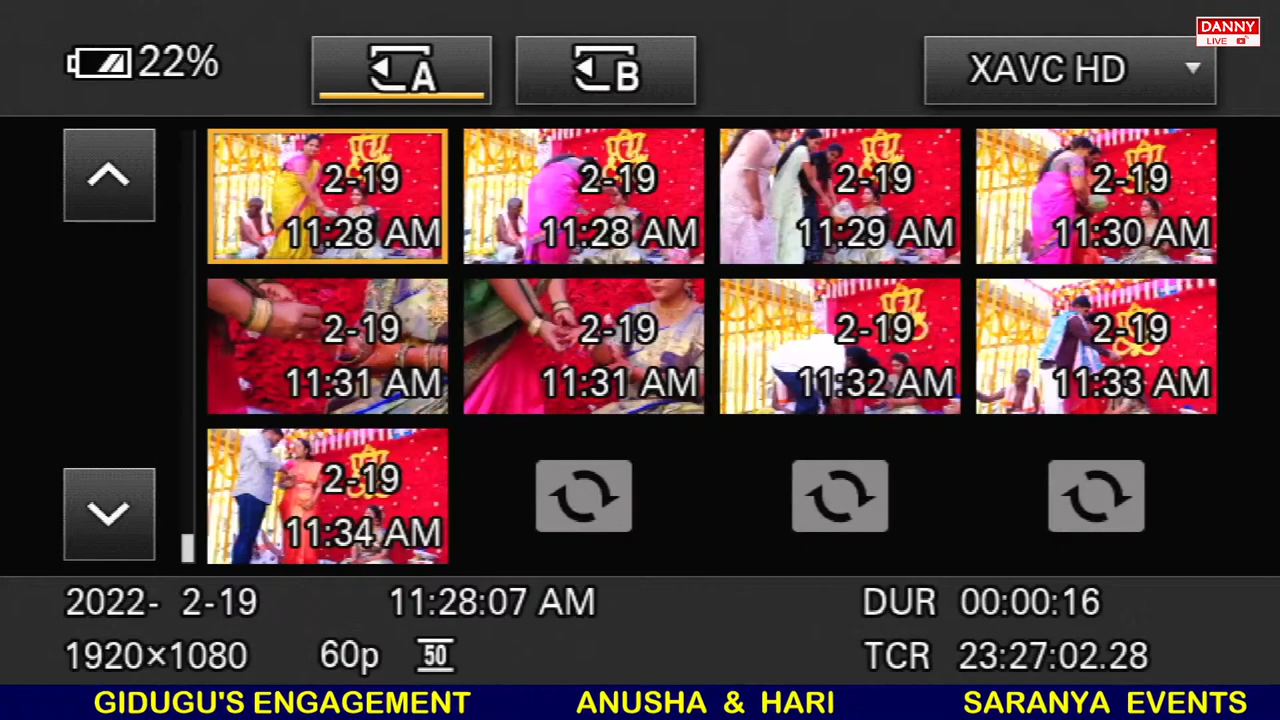 DANNY
LIVE
22%
A
B
XAVC HD
2-19
11:28 AM
2-19
11:28 AM
2-19
11:29 AM
2-19
11:30 AM
2-19
11:31 AM
2-19
11:31 AM
2-19
11:32 AM
2-19
11:33 AM
2-19
11:34 AM
2022- 2-19 11:28:07 AM DUR 00:00:16
1920×1080 60p 50 TCR 23:27:02.28
GIDUGU'S ENGAGEMENT ANUSHA & HARI SARANYA EVENTS